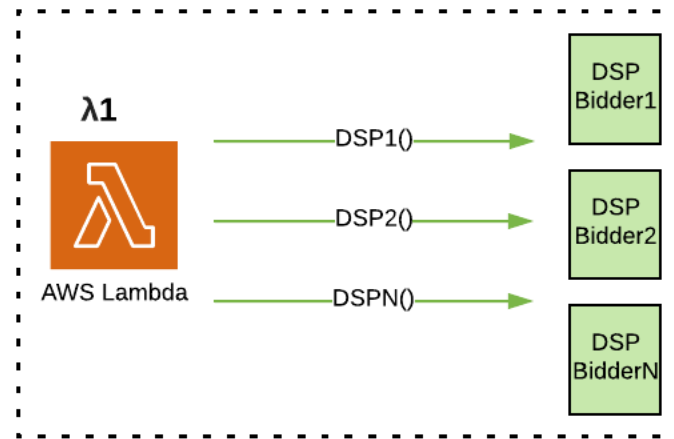 λ1
AWS Lambda
DSP1()
DSP2()
DSPN()
DSP
Bidder1
DSP
Bidder2
DSP
BidderN